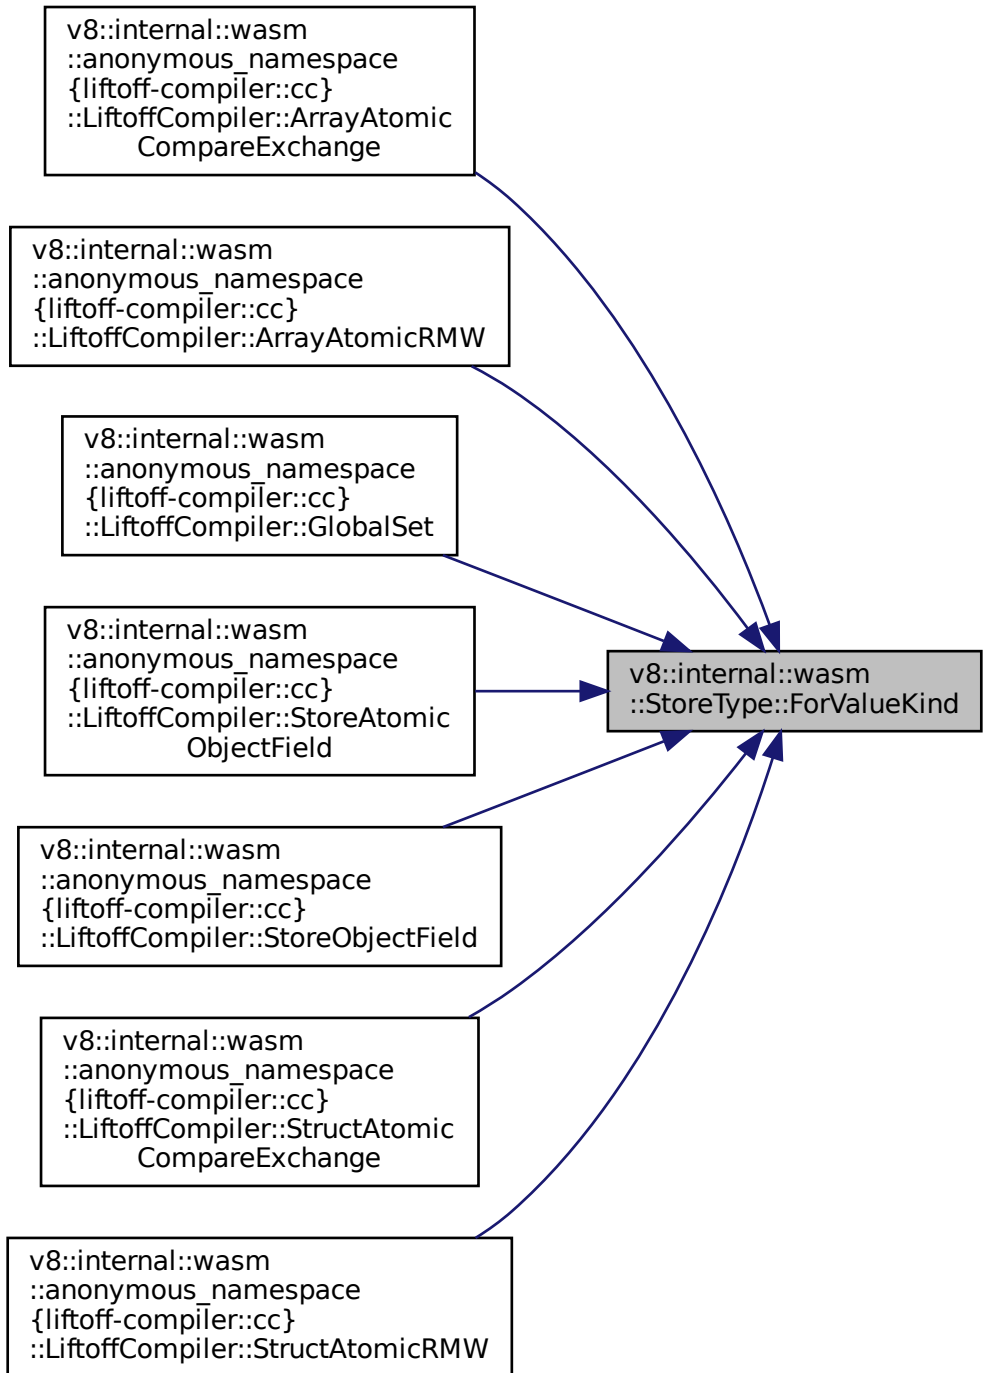 v8::internal::wasm
::anonymous_namespace
{liftoff-compiler::cc}
::LiftoffCompiler::ArrayAtomic
CompareExchange
v8::internal::wasm
::anonymous_namespace
{liftoff-compiler::cc}
::LiftoffCompiler::ArrayAtomicRMW
v8::internal::wasm
::anonymous_namespace
{liftoff-compiler::cc}
::LiftoffCompiler::GlobalSet
v8::internal::wasm
::anonymous_namespace
{liftoff-compiler::cc}
::LiftoffCompiler::StoreAtomic
ObjectField
v8::internal::wasm
::StoreType::ForValueKind
v8::internal::wasm
::anonymous_namespace
{liftoff-compiler::cc}
::LiftoffCompiler::StoreObjectField
v8::internal::wasm
::anonymous_namespace
{liftoff-compiler::cc}
::LiftoffCompiler::StructAtomic
CompareExchange
v8::internal::wasm
::anonymous_namespace
{liftoff-compiler::cc}
::LiftoffCompiler::StructAtomicRMW